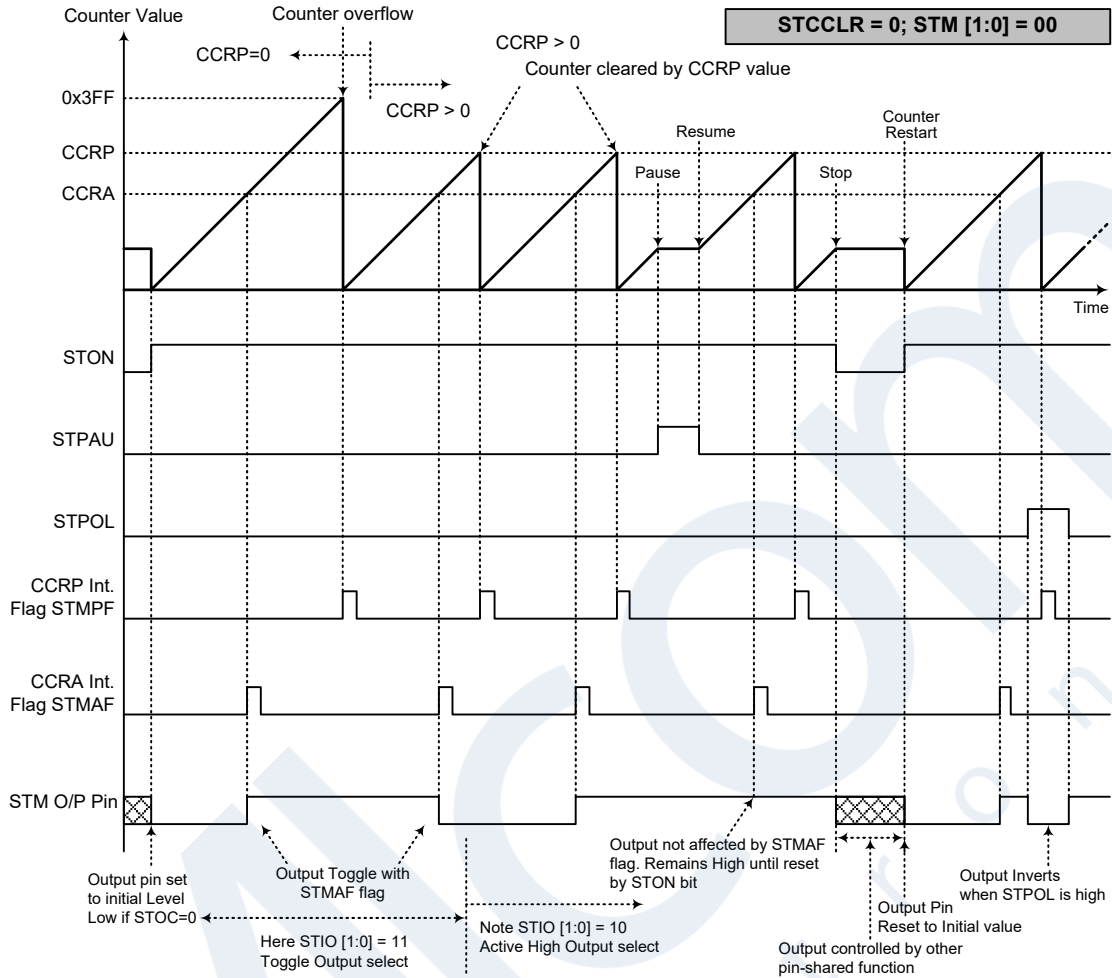 Counter Value
Counter overflow
STCCLR = 0; STM [1:0] = 00
CCRP=0
CCRP > 0
CCRP > 0
Counter cleared by CCRP value
0x3FF
CCRP
CCRA
Pause
Resume
Stop
Counter
Restart
Time
STON
STPAU
STPOL
CCRP Int.
Flag STMPF
CCRA Int.
Flag STMAF
STM O/P Pin
Output pin set
to initial Level
Low if STOC=0
Output Toggle with
STMAF flag
Here STIO [1:0] = 11
Toggle Output select
Note STIO [1:0] = 10
Active High Output select
Output not affected by STMAF
flag. Remains High until reset
by STON bit
Output controlled by other
pin-shared function
Output Pin
Reset to Initial value
Output Inverts
when STPOL is high